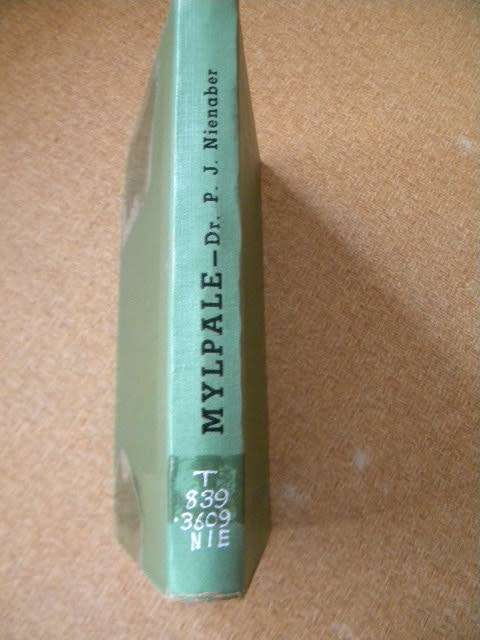 MYLPALE—Dr. P. J. Nienaber
T
839
.3609
NIE